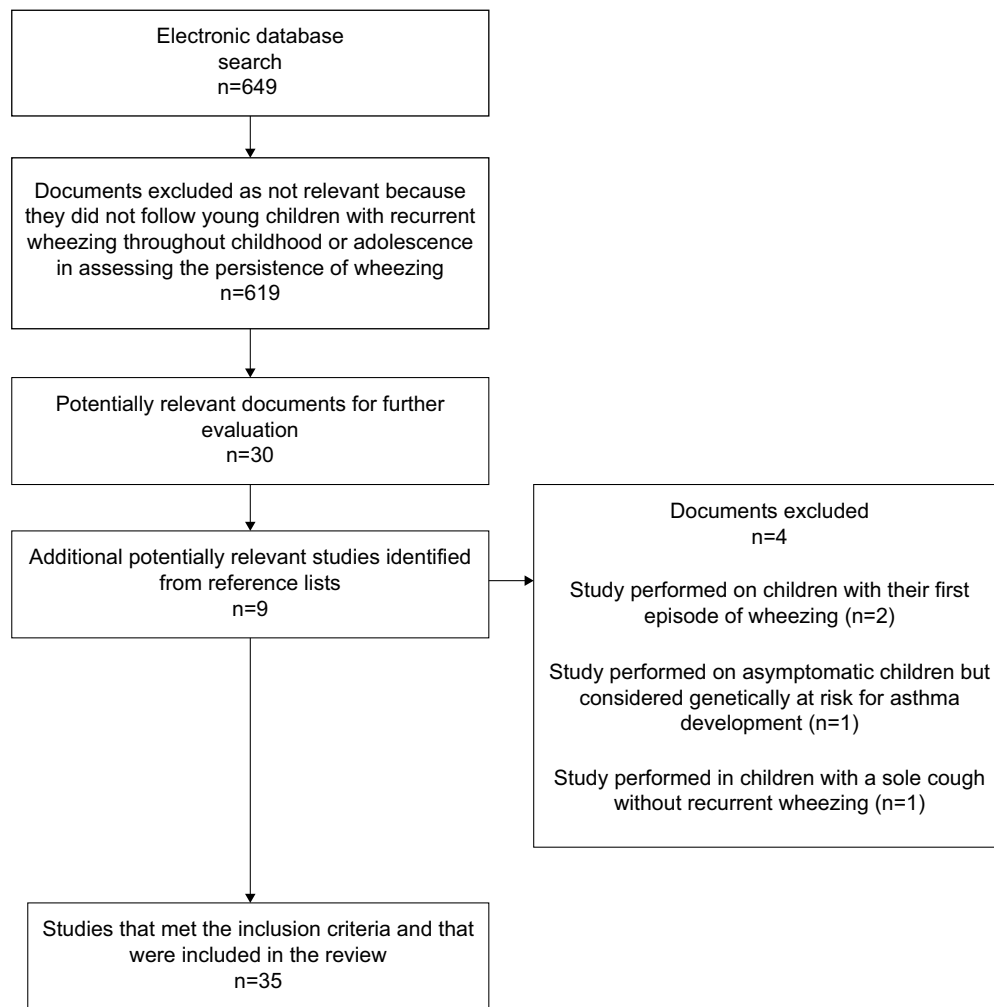 Electronic database
search
n=649
Documents excluded as not relevant because
they did not follow young children with recurrent
wheezing throughout childhood or adolescence
in assessing the persistence of wheezing
n=619
Potentially relevant documents for further
evaluation
n=30
Additional potentially relevant studies identified
from reference lists
n=9
Documents excluded
n=4
Study performed on children with their first
episode of wheezing (n=2)
Study performed on asymptomatic children but
considered genetically at risk for asthma
development (n=1)
Study performed in children with a sole cough
without recurrent wheezing (n=1)
Studies that met the inclusion criteria and that
were included in the review
n=35